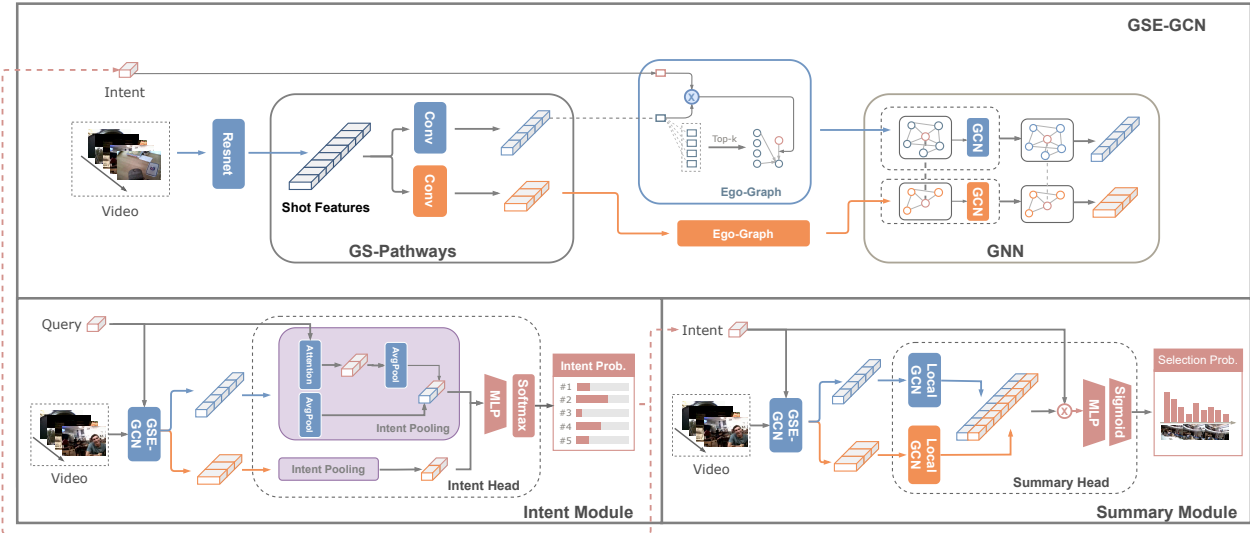 GSE-GCN
Intent
Video
Resnet
Shot Features
Conv
Conv
GS-Pathways
X
Top-k
Ego-Graph
Ego-Graph
GCN
GCN
GNN
Query
Video
GSE-
GCN
Attention
AvgPool
AvgPool
Intent Pooling
Intent Pooling
MLP
Softmax
Intent Head
Intent Prob.
#1
#2
#3
#4
#5
Intent Module
Intent
Video
GSE-
GCN
Local
GCN
Local
GCN
X
MLP
Sigmoid
Summary Head
Selection Prob.
Summary Module